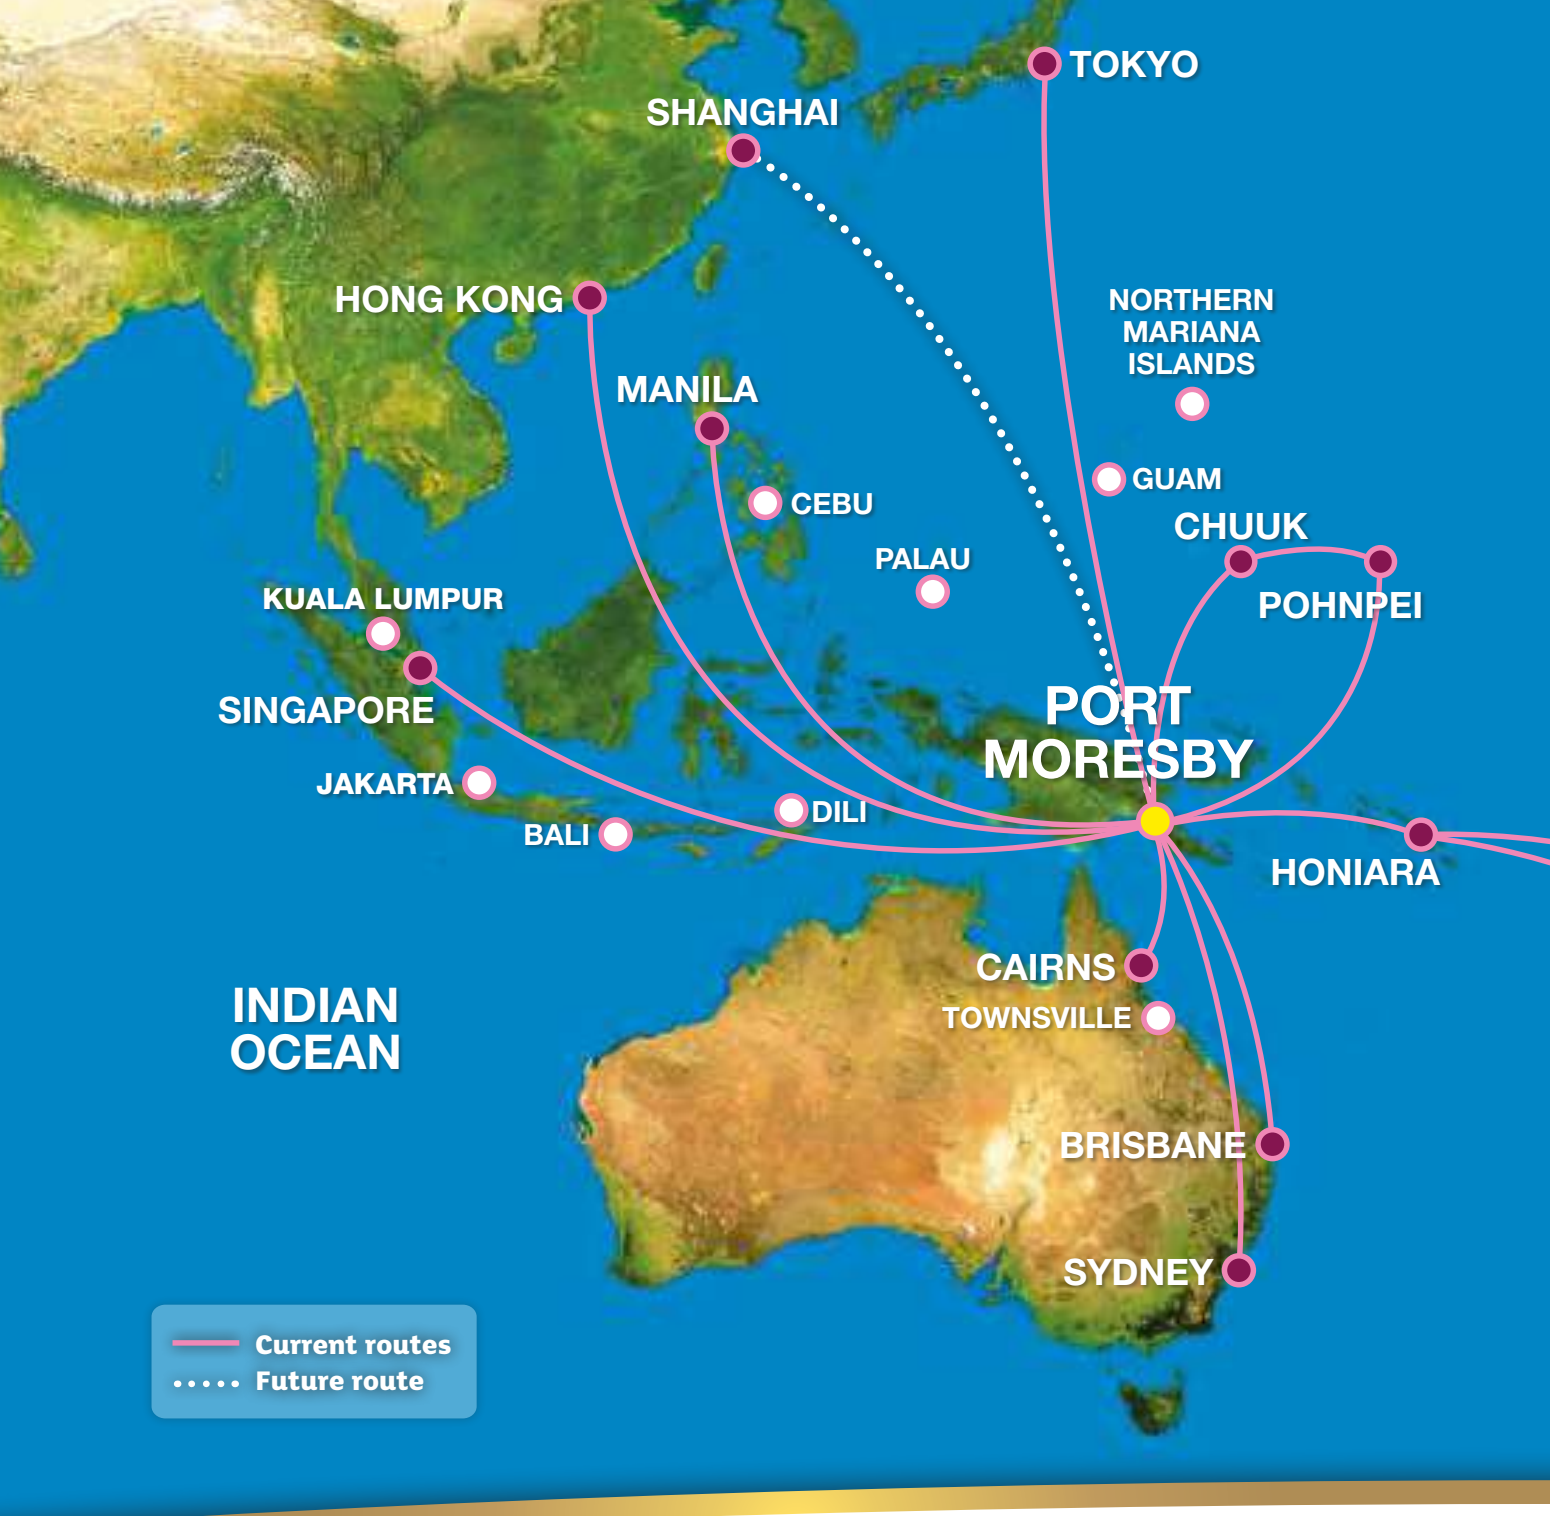 TOKYO
SHANGHAI
HONG KONG
NORTHERN
MARIANA
ISLANDS
MANILA
GUAM
CEBU
CHUUK
PALAU
KUALA LUMPUR
POHNPEI
SINGAPORE
PORT
MORESBY
JAKARTA
DILI
BALI
HONIARA
CAIRNS
INDIAN
OCEAN
TOWNSVILLE
BRISBANE
SYDNEY
Current routes
Future route